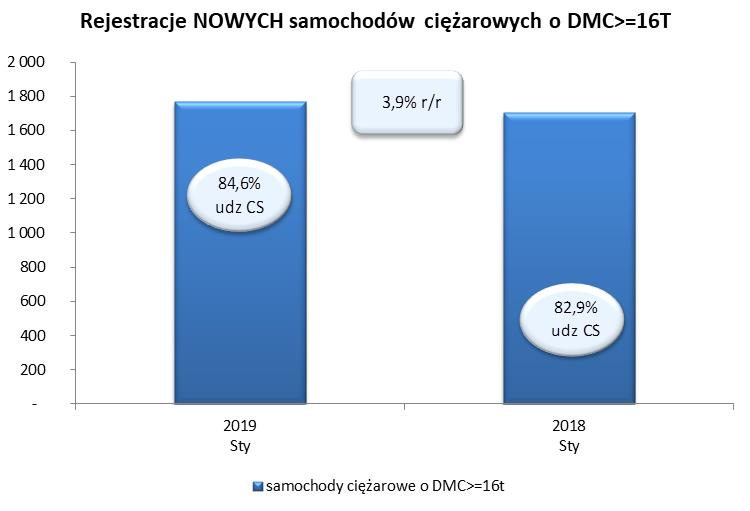 Rejestracje NOWYCH samochodów ciężarowych o DMC>=16T
2 000
1 800
1 600
1 400
1 200
1 000
800
600
400
200
-
3,9% r/r
84,6%
udz CS
82,9%
udz CS
2019
Sty
2018
Sty
samochody ciężarowe o DMC>=16t